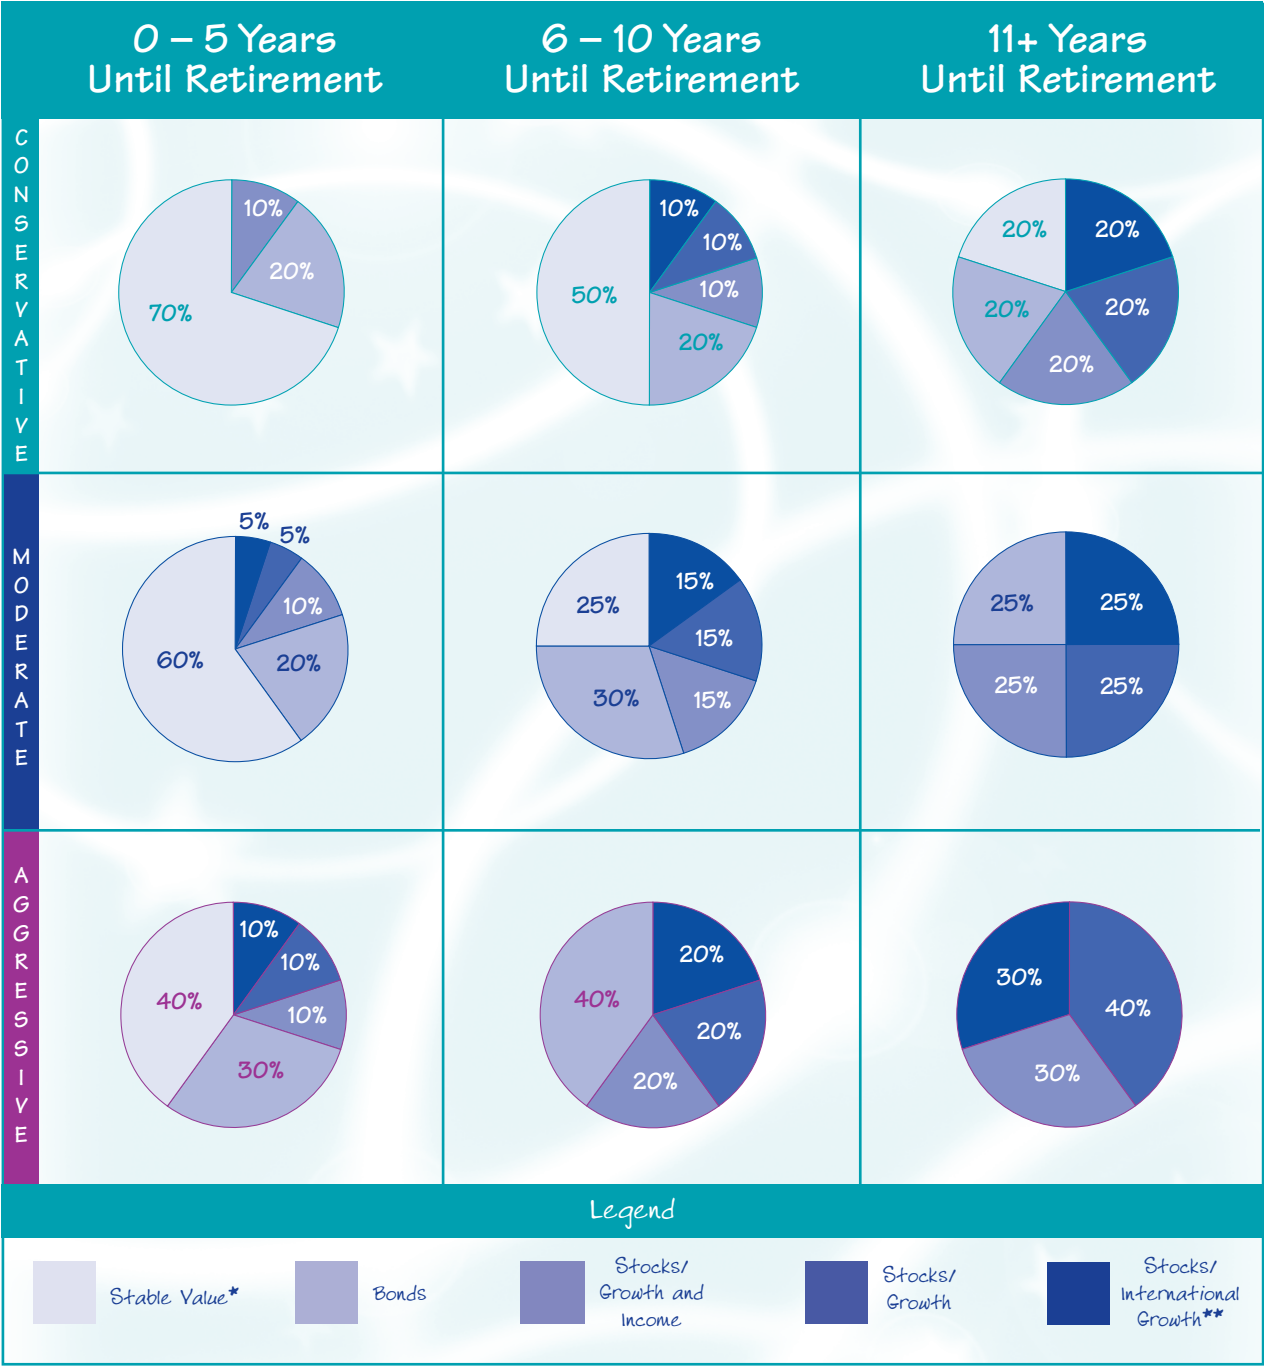 0 – 5 Years
Until Retirement
6 – 10 Years
Until Retirement
11+ Years
Until Retirement
CONSERVATIVE
10%
20%
70%
10%
10%
10%
20%
50%
20%
20%
20%
20%
20%
MODERATE
5%
5%
10%
20%
60%
15%
15%
15%
30%
25%
25%
25%
25%
25%
AGGRESSIVE
10%
10%
10%
30%
40%
20%
20%
20%
40%
40%
30%
30%
Legend
Stable Value*
Bonds
Stocks/
Growth and
Income
Stocks/
Growth
Stocks/
International
Growth**